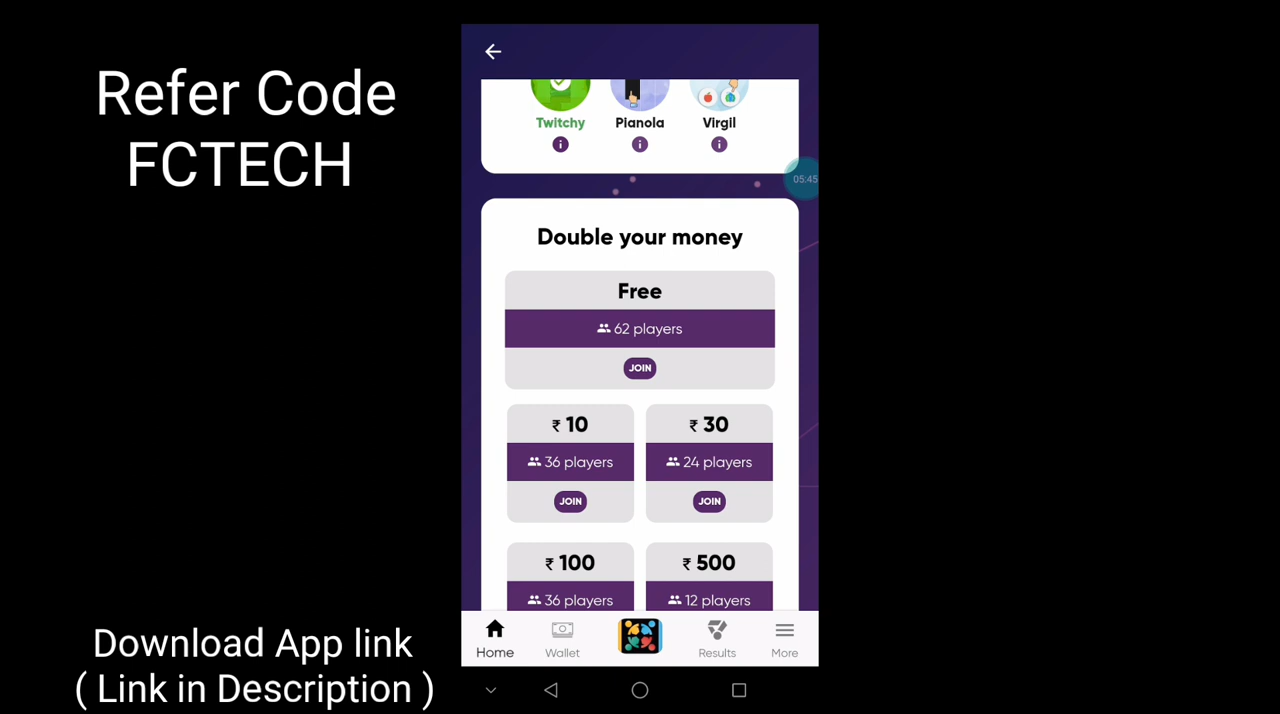 Refer Code
FCTECH
Twitchy
Pianola
Virgil
05:45
Double your money
Free
62 players
JOIN
₹ 10
₹ 30
36 players
24 players
JOIN
JOIN
₹ 100
₹ 500
36 players
12 players
Home
Wallet
Results
More
Download App link
( Link in Description )